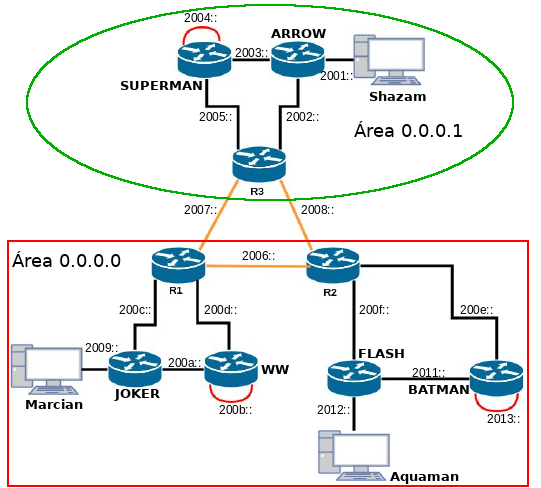 2004::
ARROW
2003::
SUPERMAN
2001::
Shazam
2005::
2002::
Área 0.0.0.1
R3
2007::
2008::
Área 0.0.0.0
2006::
R1
R2
200c::
200d::
200f::
200e::
2009::
200a::
WW
FLASH
2011::
BATMAN
JOKER
Marcian
200b::
2012::
2013::
Aquaman